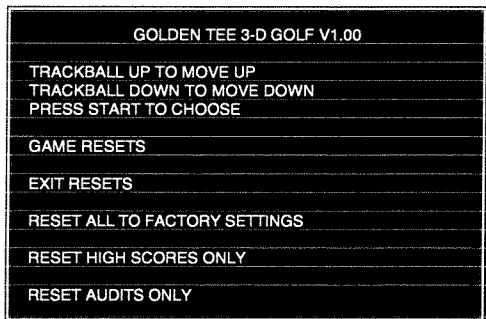 GOLDEN TEE 3-D GOLF V1.00
TRACKBALL UP TO MOVE UP
TRACKBALL DOWN TO MOVE DOWN
PRESS START TO CHOOSE
GAME RESETS
EXIT RESETS
RESET ALL TO FACTORY SETTINGS
RESET HIGH SCORES ONLY
RESET AUDITS ONLY